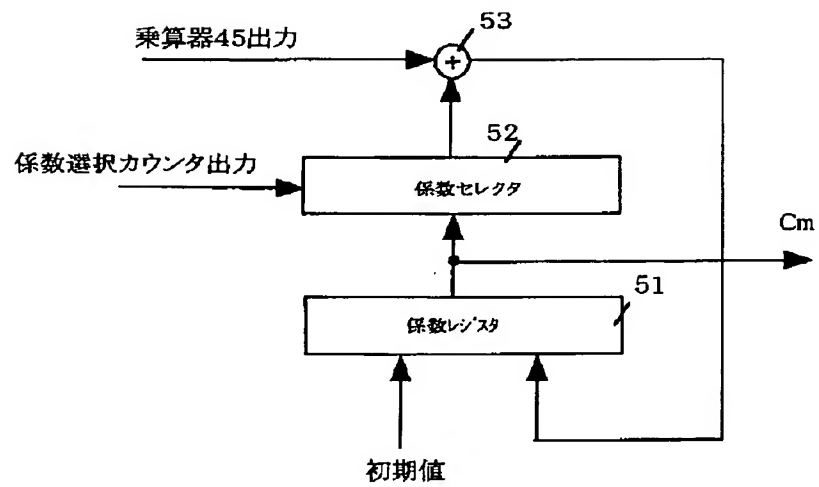 53
乗算器45出力
+
52
係数選択カウンタ出力
係数セレクタ
Cm
51
係数レジスタ
初期値